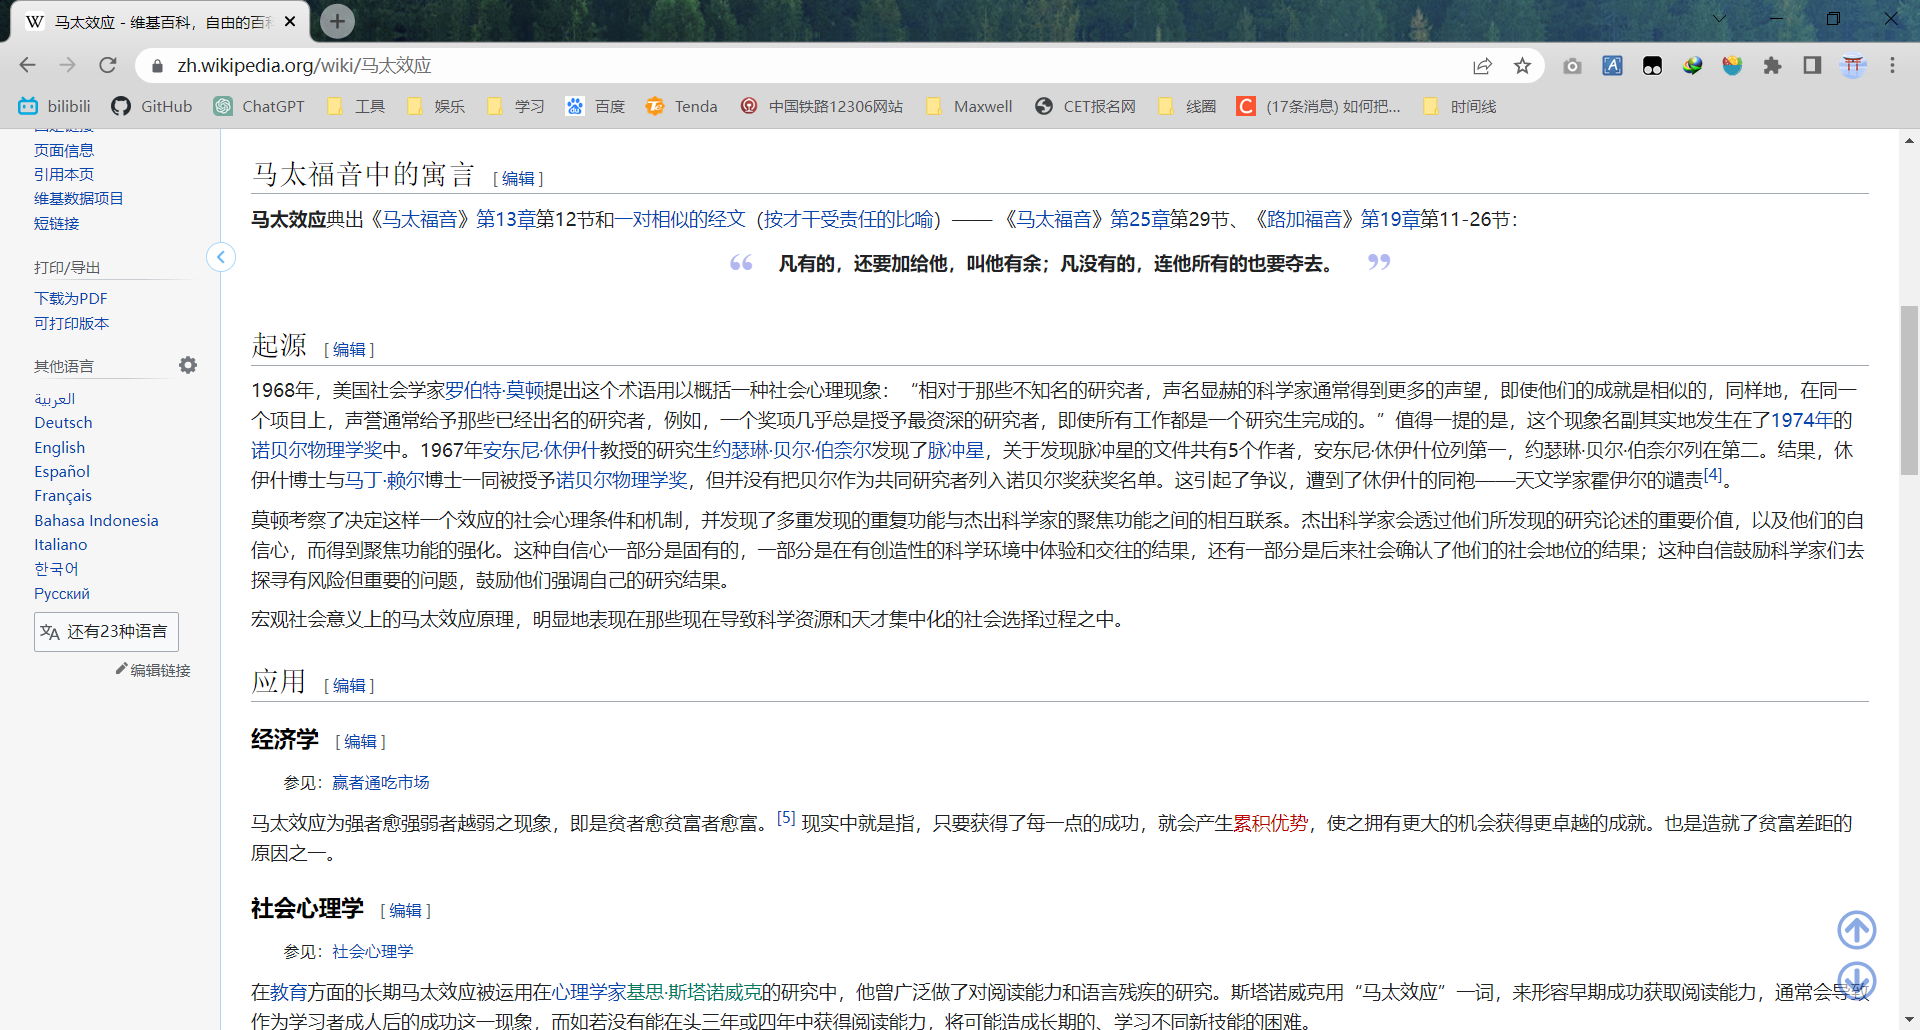 马太效应 - 维基百科，自由的百科
zh.wikipedia.org/wiki/马太效应
bilibili GitHub ChatGPT 工具 娱乐 学习 百度 Tenda 中国铁路12306网站 Maxwell CET报名网 线圈 (17条消息) 如何把... 时间线
页面信息
引用本页
维基数据项目
短链接
打印/导出
下载为PDF
可打印版本
其他语言
العربية
Deutsch
English
Español
Français
Bahasa Indonesia
Italiano
한국어
Русский
还有23种语言
编辑链接
马太福音中的寓言 [ 编辑 ]
马太效应典出《马太福音》第13章第12节和一对相似的经文（按才干受责任的比喻）—— 《马太福音》第25章第29节、《路加福音》第19章第11-26节：
“ 凡有的，还要加给他，叫他有余；凡没有的，连他所有的也要夺去。 ”
起源 [ 编辑 ]
1968年，美国社会学家罗伯特·莫顿提出这个术语用以概括一种社会心理现象：“相对于那些不知名的研究者，声名显赫的科学家通常得到更多的声望，即使他们的成就是相似的，同样地，在同一
个项目上，声誉通常给予那些已经出名的研究者，例如，一个奖项几乎总是授予最资深的研究者，即使所有工作都是一个研究生完成的。”值得一提的是，这个现象名副其实地发生在了1974年的
诺贝尔物理学奖中。1967年安东尼·休伊什教授的研究生约瑟琳·贝尔·伯奈尔发现了脉冲星，关于发现脉冲星的文件共有5个作者，安东尼·休伊什位列第一，约瑟琳·贝尔·伯奈尔列在第二。结果，休
伊什博士与马丁·赖尔博士一同被授予诺贝尔物理学奖，但并没有把贝尔作为共同研究者列入诺贝尔奖获奖名单。这引起了争议，遭到了休伊什的同袍——天文学家霍伊尔的谴责[4]。
莫顿考察了决定这样一个效应的社会心理条件和机制，并发现了多重发现的重复功能与杰出科学家的聚焦功能之间的相互联系。杰出科学家会透过他们所发现的研究论述的重要价值，以及他们的自
信心，而得到聚焦功能的强化。这种自信心一部分是固有的，一部分是在有创造性的科学环境中体验和交往的结果，还有一部分是后来社会确认了他们的社会地位的结果；这种自信鼓励科学家们去
探寻有风险但重要的问题，鼓励他们强调自己的研究结果。
宏观社会意义上的马太效应原理，明显地表现在那些现在导致科学资源和天才集中化的社会选择过程之中。
应用 [ 编辑 ]
经济学 [ 编辑 ]
参见：赢者通吃市场
马太效应为强者愈强弱者越弱之现象，即是贫者愈贫富者愈富。[5] 现实中就是指，只要获得了每一点的成功，就会产生累积优势，使之拥有更大的机会获得更卓越的成就。也是造就了贫富差距的
原因之一。
社会心理学 [ 编辑 ]
参见：社会心理学
在教育方面的长期马太效应被运用在心理学家基思·斯塔诺威克的研究中，他曾广泛做了对阅读能力和语言残疾的研究。斯塔诺威克用“马太效应”一词，来形容早期成功获取阅读能力，通常会导致
作为学习者成人后的成功这一现象，而如若没有能在头三年或四年中获得阅读能力，将可能造成长期的、学习不同新技能的困难。